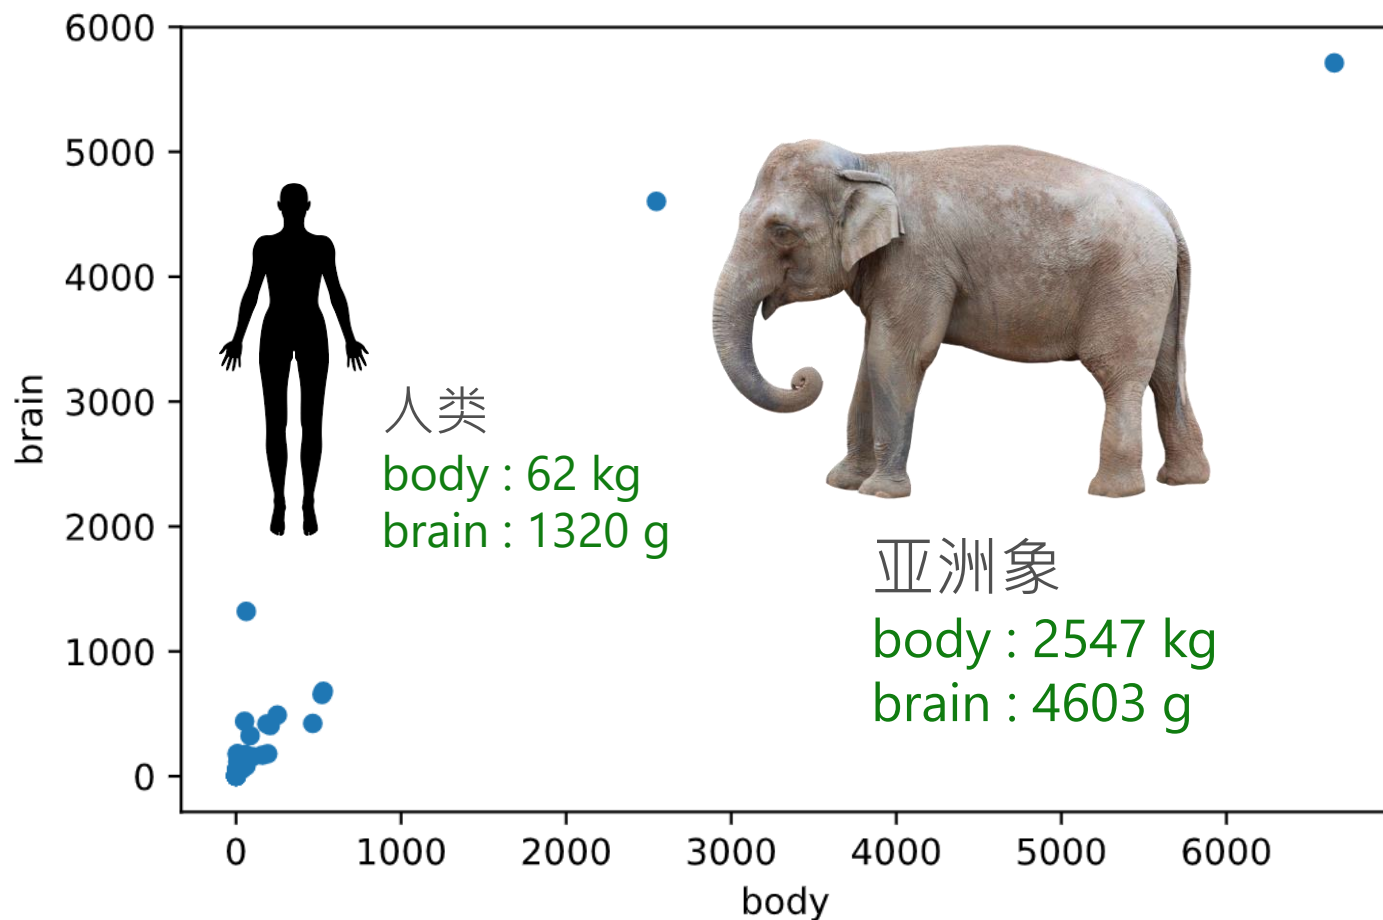 6000
5000
4000
3000
2000
1000
0
brain
人类
body : 62 kg
brain : 1320 g
亚洲象
body : 2547 kg
brain : 4603 g
0 1000 2000 3000 4000 5000 6000
body